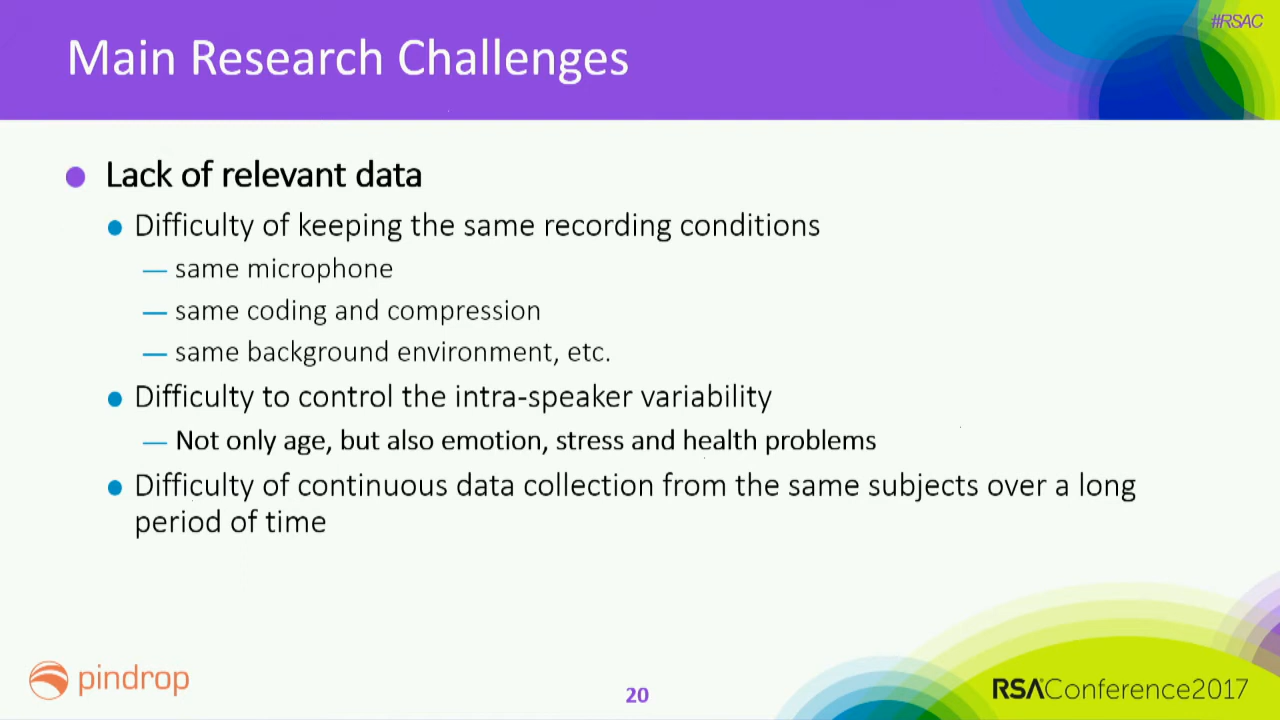 #RSAC
Main Research Challenges
Lack of relevant data
Difficulty of keeping the same recording conditions
— same microphone
— same coding and compression
— same background environment, etc.
Difficulty to control the intra-speaker variability
— Not only age, but also emotion, stress and health problems
Difficulty of continuous data collection from the same subjects over a long
period of time
pindrop
20
RSAConference2017